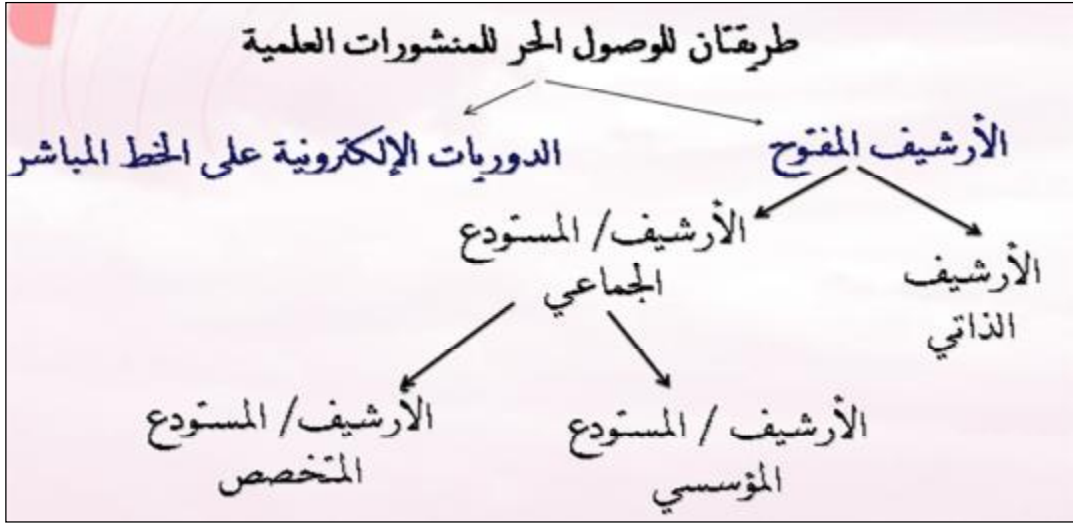 طريقتان للوصول الحر للمنشورات العلمية
الأرشيف المفتوح
الدوريات الإلكترونية على الخط المباشر
الأرشيف/ المستودع
الجماعي
الأرشيف
الذاتي
الأرشيف / المستودع
المؤسسي
الأرشيف/ المستودع
المتخصص